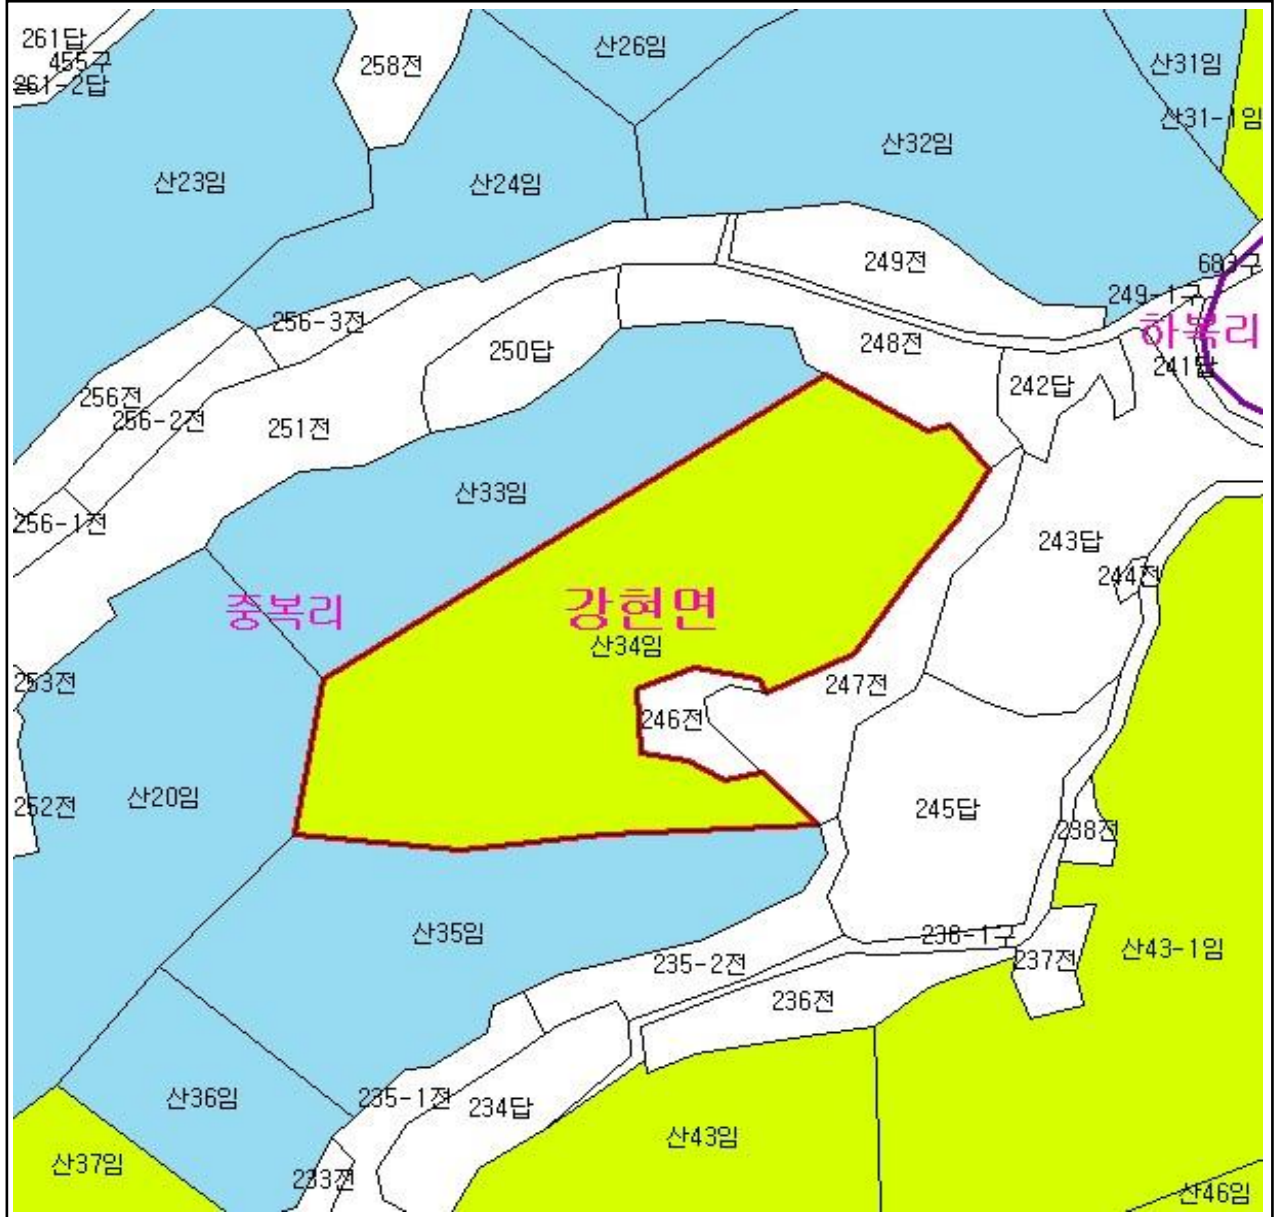 261답
455구
261-2답
258전
산26임
산31임
산31-1임
산32임
산23임
산24임
249전
683구
249-1구
256-3전
하복리
248전
250답
241답
242답
256전
256-2전
251전
산33임
256-1전
243답
244전
중복리
강현면
산34임
253전
247전
246전
산20임
252전
245답
238전
산35임
238-1구
산43-1임
235-2전
237전
236전
산36임
235-1전
234답
산43임
산37임
233전
산46임